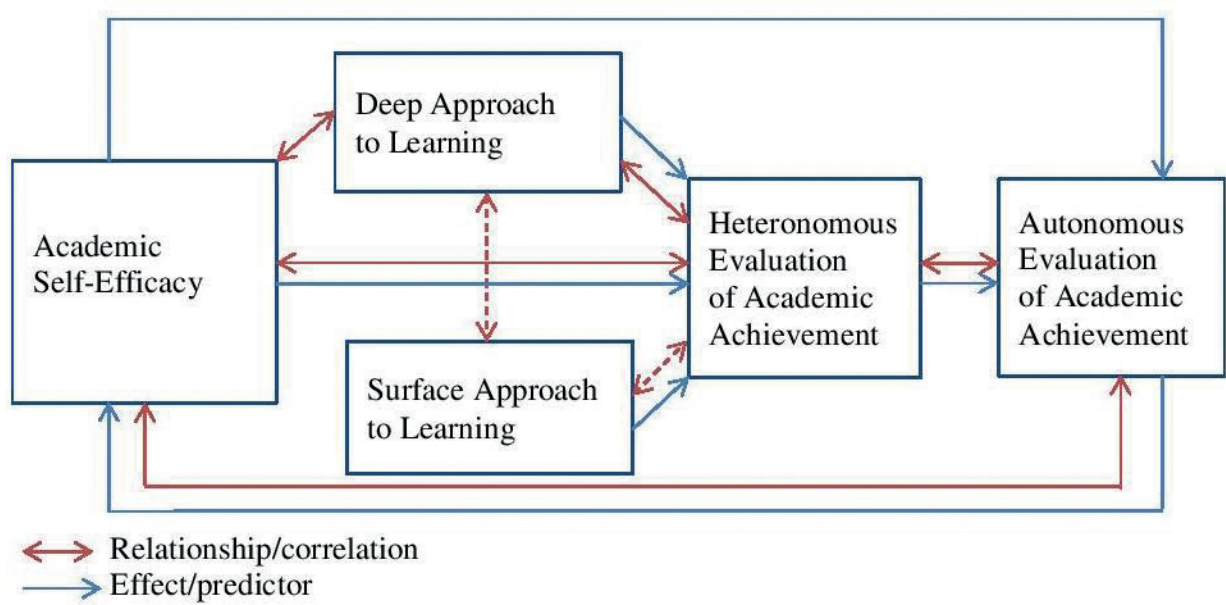 Deep Approach
to Learning
Academic
Self-Efficacy
Heteronomous
Evaluation
of Academic
Achievement
Autonomous
Evaluation
of Academic
Achievement
Surface Approach
to Learning
Relationship/correlation
Effect/predictor